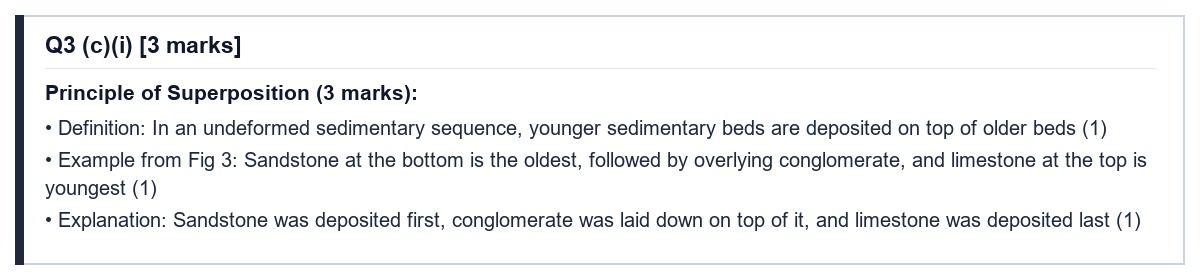 Q3 (c)(i) [3 marks]
Principle of Superposition (3 marks):
• Definition: In an undeformed sedimentary sequence, younger sedimentary beds are deposited on top of older beds (1)
• Example from Fig 3: Sandstone at the bottom is the oldest, followed by overlying conglomerate, and limestone at the top is
youngest (1)
• Explanation: Sandstone was deposited first, conglomerate was laid down on top of it, and limestone was deposited last (1)